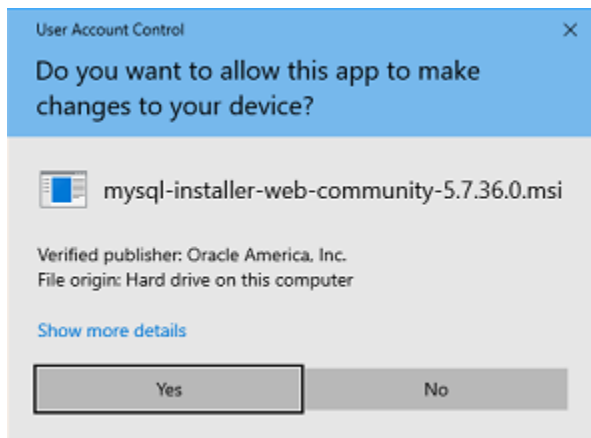 User Account Control
Do you want to allow this app to make
changes to your device?
mysql-installer-web-community-5.7.36.0.msi
Verified publisher: Oracle America, Inc.
File origin: Hard drive on this computer
Show more details
Yes
No